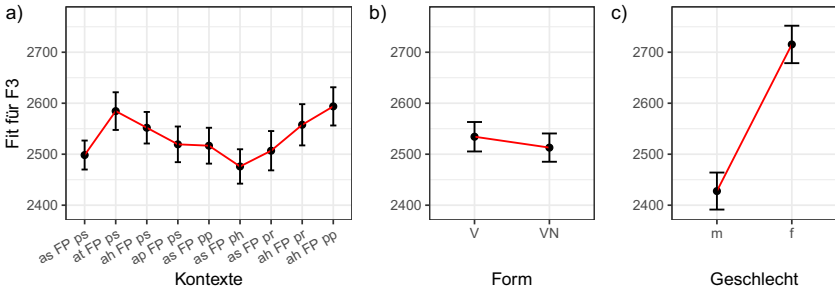 a)
Fit für F3
2700
2600
2500
2400
as FP ps
at FP ps
ah FP ps
ap FP ps
as FP pp
as FP ph
as FP pr
ah FP pr
ah FP pp
Kontexte
b)
2700
2600
2500
2400
V
VN
Form
c)
2700
2600
2500
2400
m
f
Geschlecht